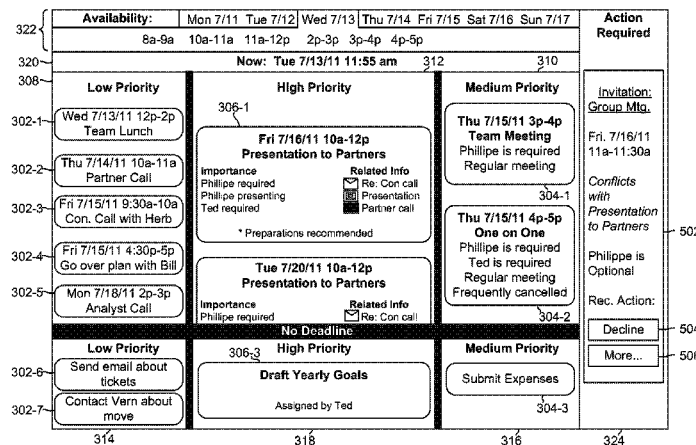 Availability:
Mon 7/11 Tue 7/12 Wed 7/13 Thu 7/14 Fri 7/15 Sat 7/16 Sun 7/17
8a-9a 10a-11a 11a-12p 2p-3p 3p-4p 4p-5p
Action
Required
322
320
Now: Tue 7/13/11 11:55 am
312
310
308
Low Priority
302-1
Wed 7/13/11 12p-2p
Team Lunch
302-2
Thu 7/14/11 10a-11a
Partner Call
302-3
Fri 7/15/11 9:30a-10a
Con. Call with Herb
302-4
Fri 7/15/11 4:30p-5p
Go over plan with Bill
302-5
Mon 7/18/11 2p-3p
Analyst Call
High Priority
306-1
Fri 7/16/11 10a-12p
Presentation to Partners
Importance
Phillipe required
Phillipe presenting
Ted required
Related Info
Re: Con call
Presentation
Partner call
* Preparations recommended
Tue 7/20/11 10a-12p
Presentation to Partners
Importance
Phillipe required
Related Info
Re: Con call
Medium Priority
Thu 7/15/11 3p-4p
Team Meeting
Phillipe is required
Regular meeting
304-1
Thu 7/15/11 4p-5p
One on One
Phillipe is required
Ted is required
Regular meeting
Frequently cancelled
304-2
Invitation:
Group Mtg.
Fri. 7/16/11
11a-11:30a
Conflicts
with
Presentation
to Partners
Philippe is
Optional
Rec. Action:
Decline
More...
502
504
506
No Deadline
Low Priority
302-6
Send email about
tickets
302-7
Contact Vern about
move
High Priority
306-3
Draft Yearly Goals
Assigned by Ted
Medium Priority
Submit Expenses
304-3
314
318
316
324